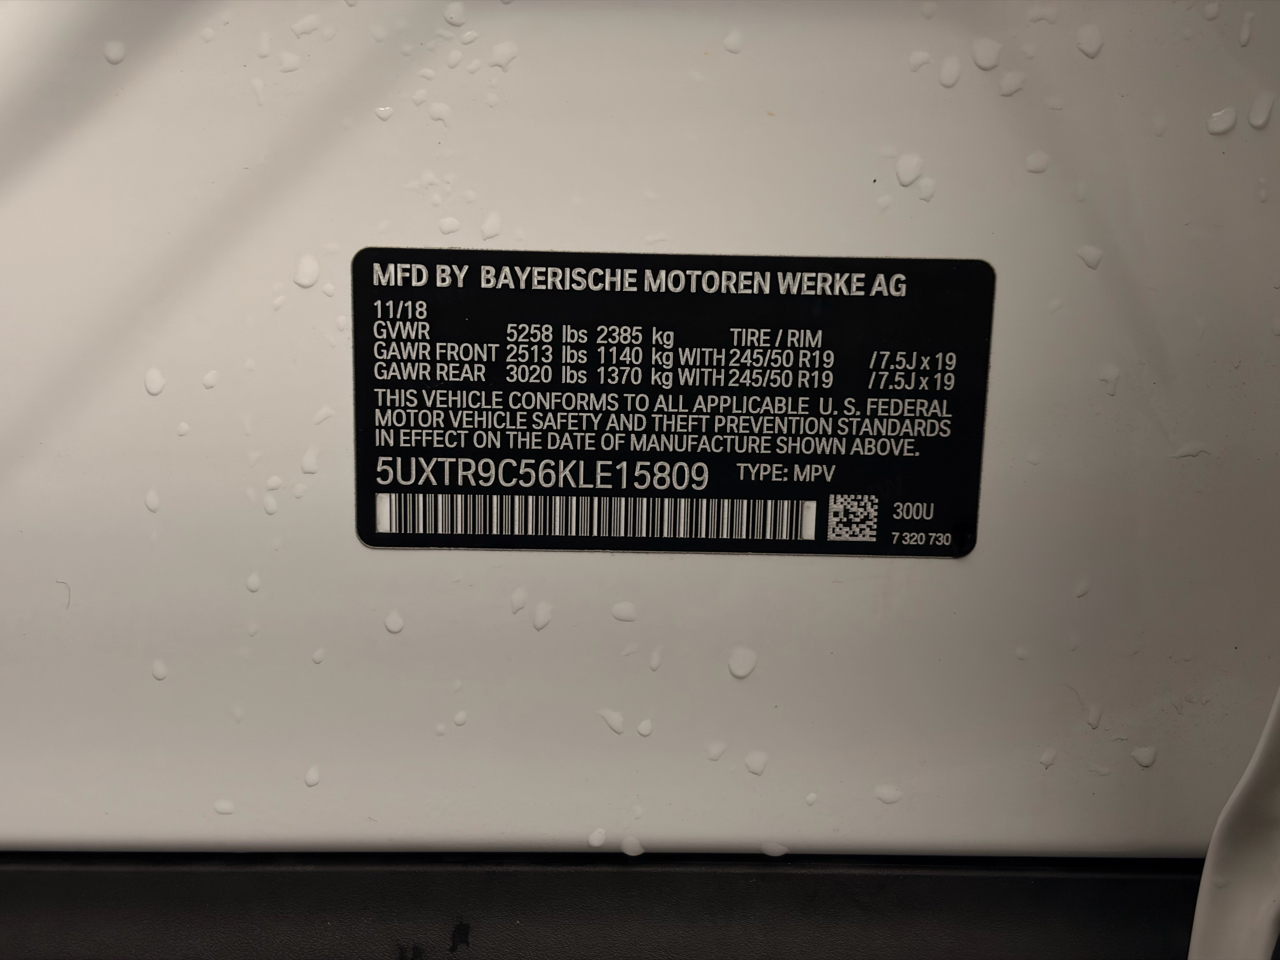 MFD BY BAYERISCHE MOTOREN WERKE AG
11/18
GVWR 5258 lbs 2385 kg TIRE / RIM
GAWR FRONT 2513 lbs 1140 kg WITH 245/50 R19 /7.5J x 19
GAWR REAR 3020 lbs 1370 kg WITH 245/50 R19 /7.5J x 19
THIS VEHICLE CONFORMS TO ALL APPLICABLE U. S. FEDERAL
MOTOR VEHICLE SAFETY AND THEFT PREVENTION STANDARDS
IN EFFECT ON THE DATE OF MANUFACTURE SHOWN ABOVE.
5UXTR9C56KLE15809 TYPE: MPV
300U
7 320 730